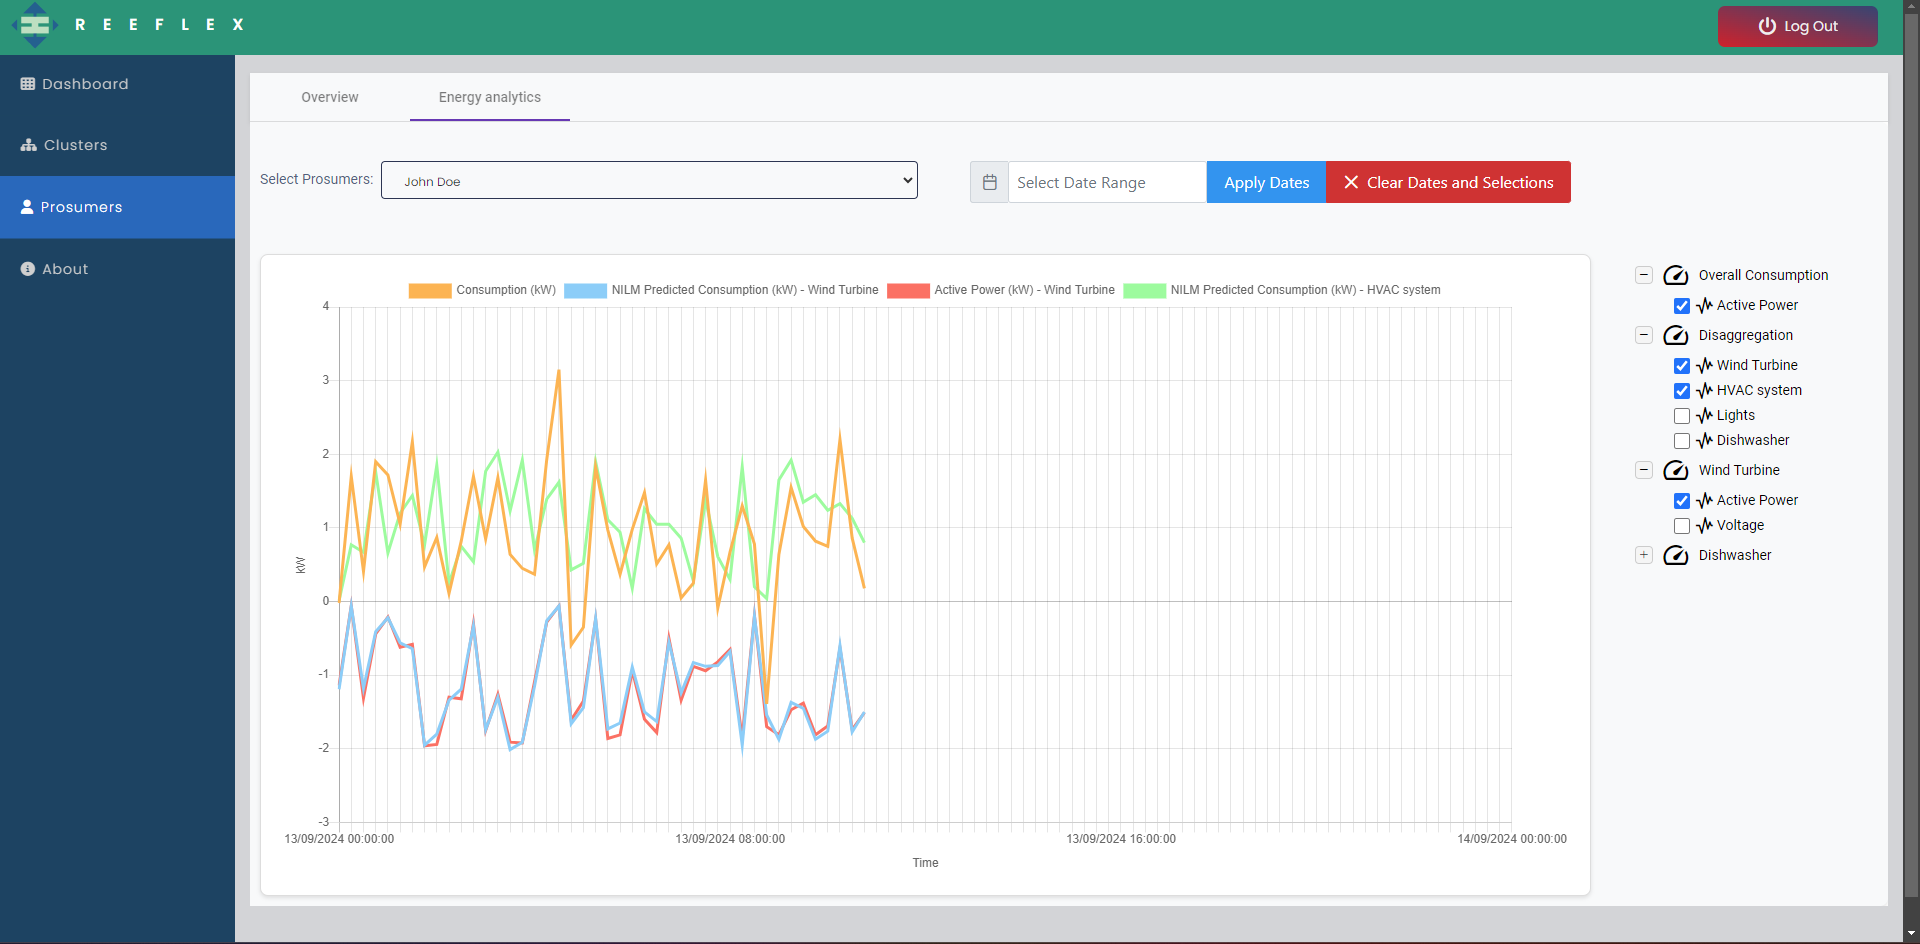 REEFLEX
Log Out
Dashboard
Clusters
Prosumers
About
Overview
Energy analytics
Select Prosumers:
John Doe
Select Date Range
Apply Dates
Clear Dates and Selections
Consumption (kW)
NILM Predicted Consumption (kW) - Wind Turbine
Active Power (kW) - Wind Turbine
NILM Predicted Consumption (kW) - HVAC system
4
3
2
1
0
-1
-2
-3
kW
13/09/2024 00:00:00
13/09/2024 08:00:00
13/09/2024 16:00:00
14/09/2024 00:00:00
Time
Overall Consumption
Active Power
Disaggregation
Wind Turbine
HVAC system
Lights
Dishwasher
Wind Turbine
Active Power
Voltage
Dishwasher